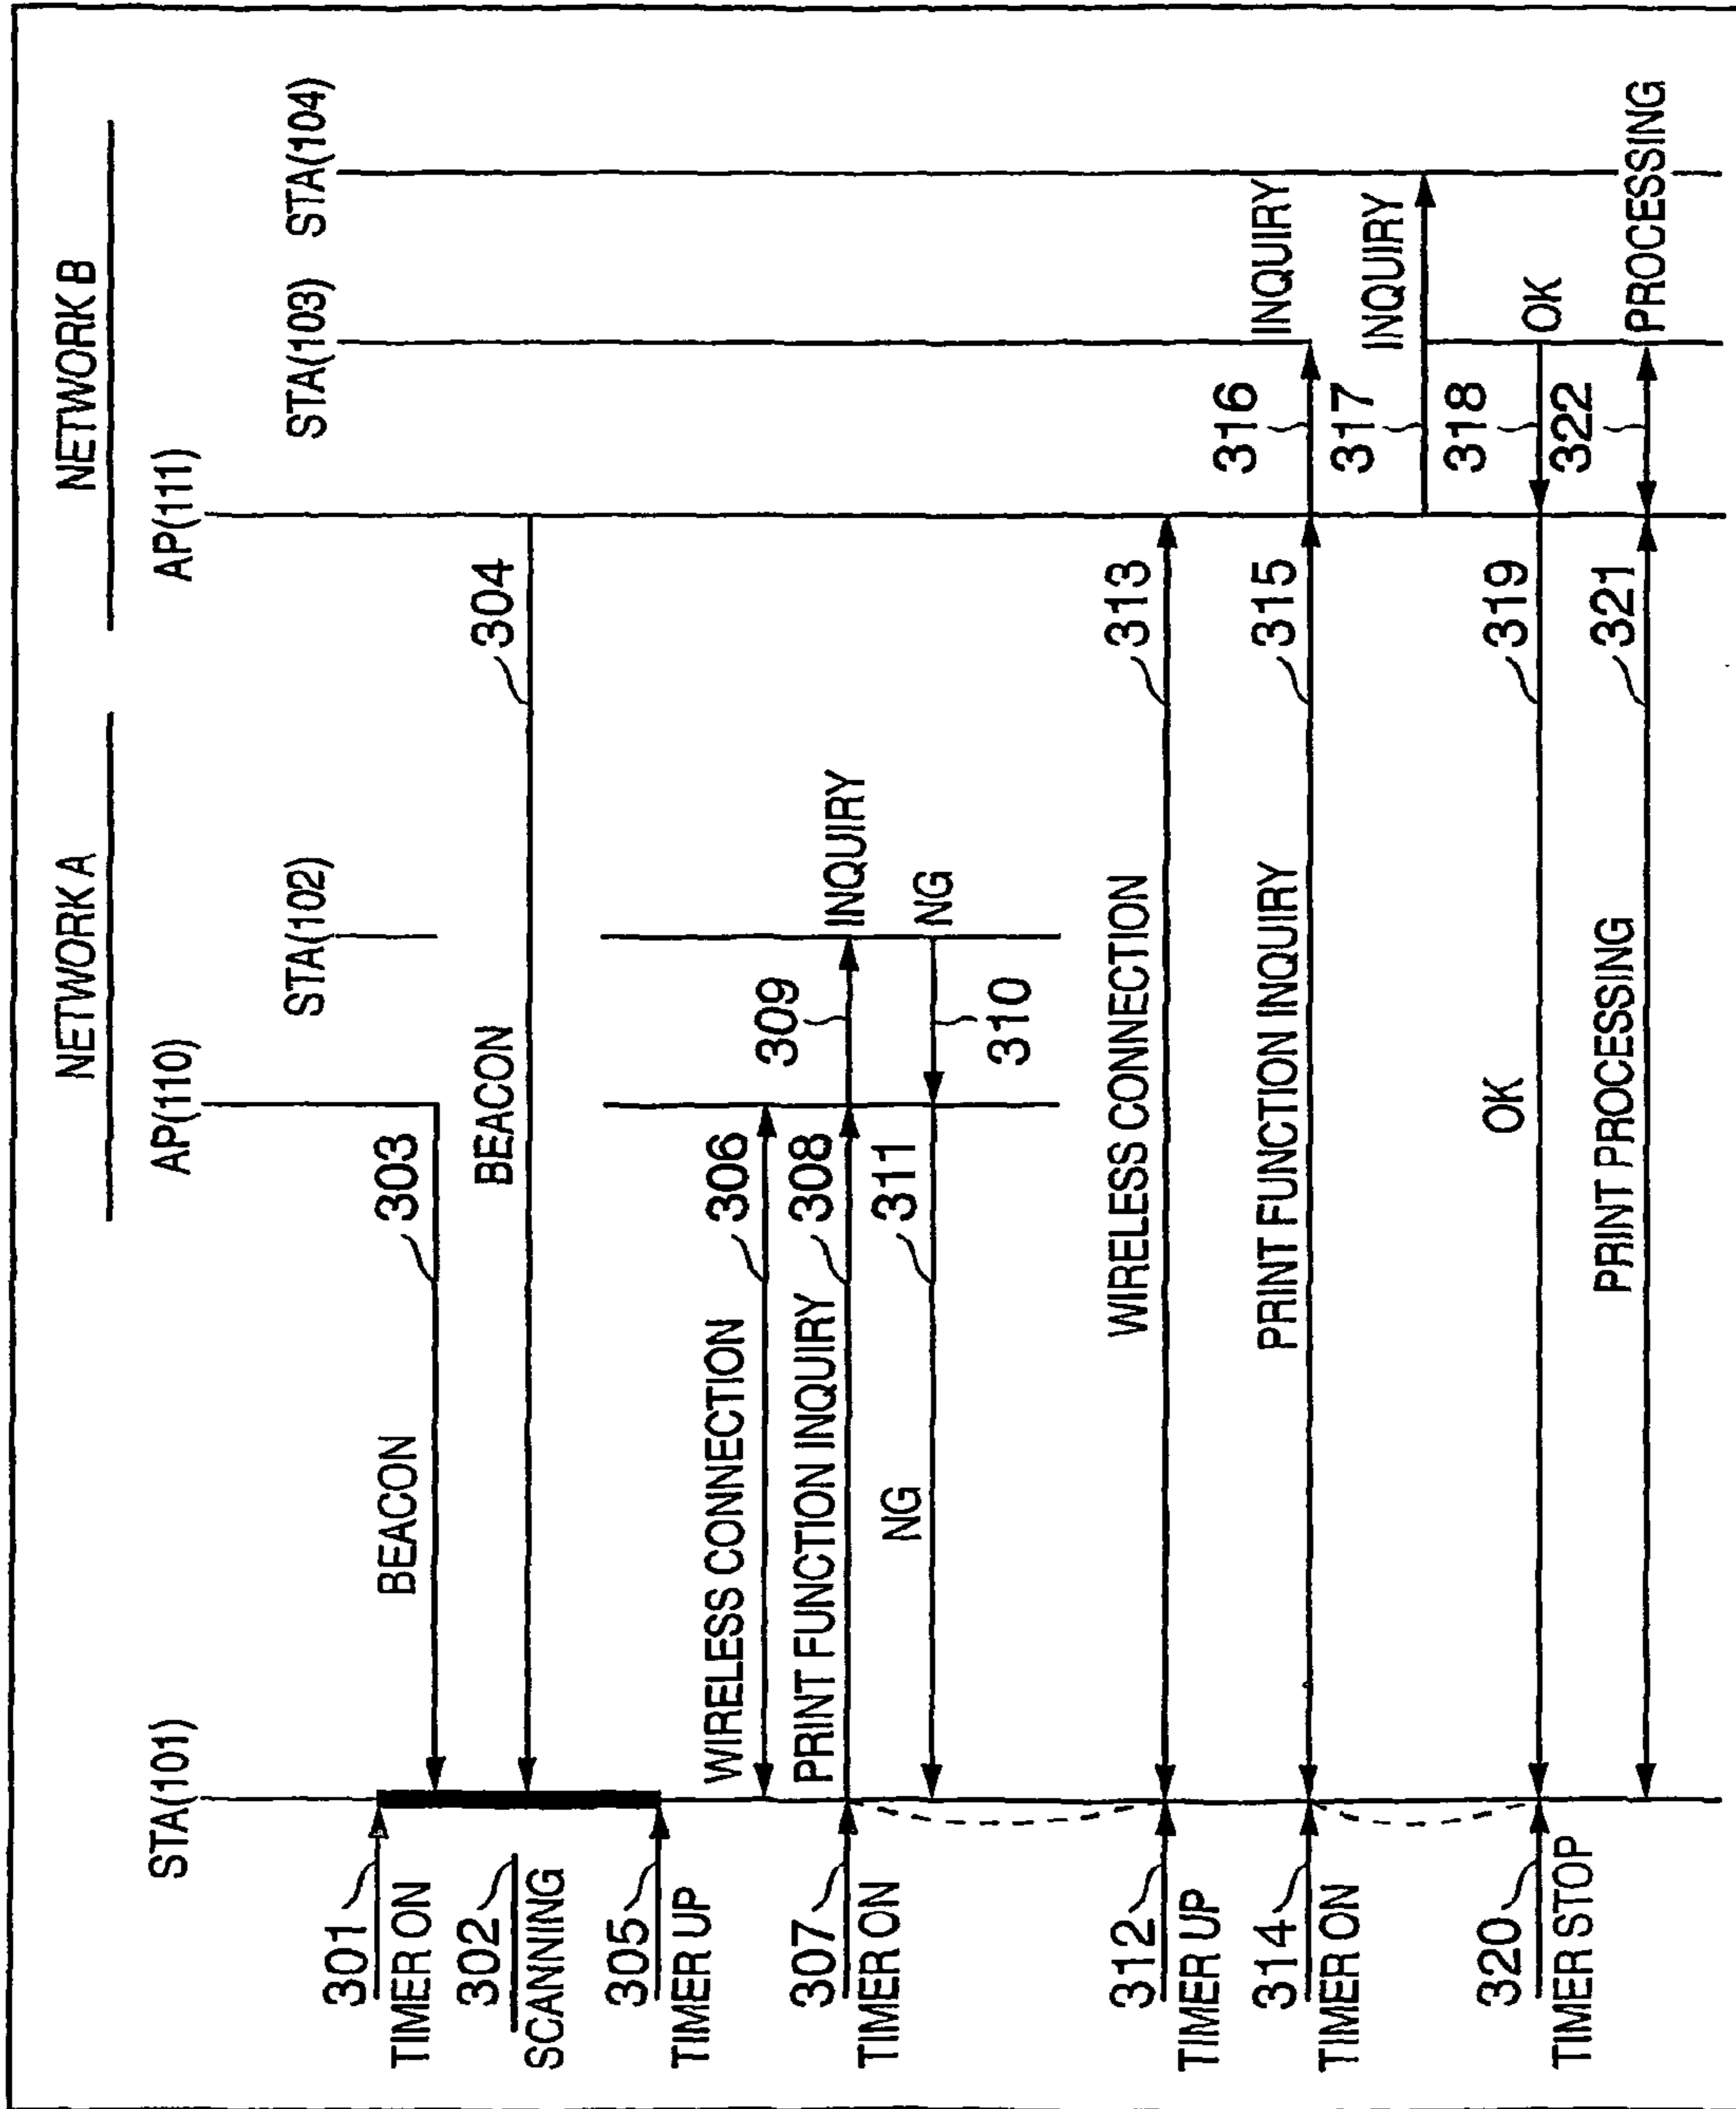 NETWORK A
NETWORK B
STA(101)
AP(110)
AP(111)
STA(102)
STA(103)
STA(104)
301
TIMER ON
302
SCANNING
BEACON
303
BEACON
304
305
TIMER UP
WIRELESS CONNECTION
306
307
TIMER ON
PRINT FUNCTION INQUIRY
308
309
INQUIRY
NG
311
310
NG
312
TIMER UP
WIRELESS CONNECTION
313
314
TIMER ON
PRINT FUNCTION INQUIRY
315
316
INQUIRY
317
INQUIRY
318
OK
320
TIMER STOP
OK
319
PRINT PROCESSING
321
322
PROCESSING